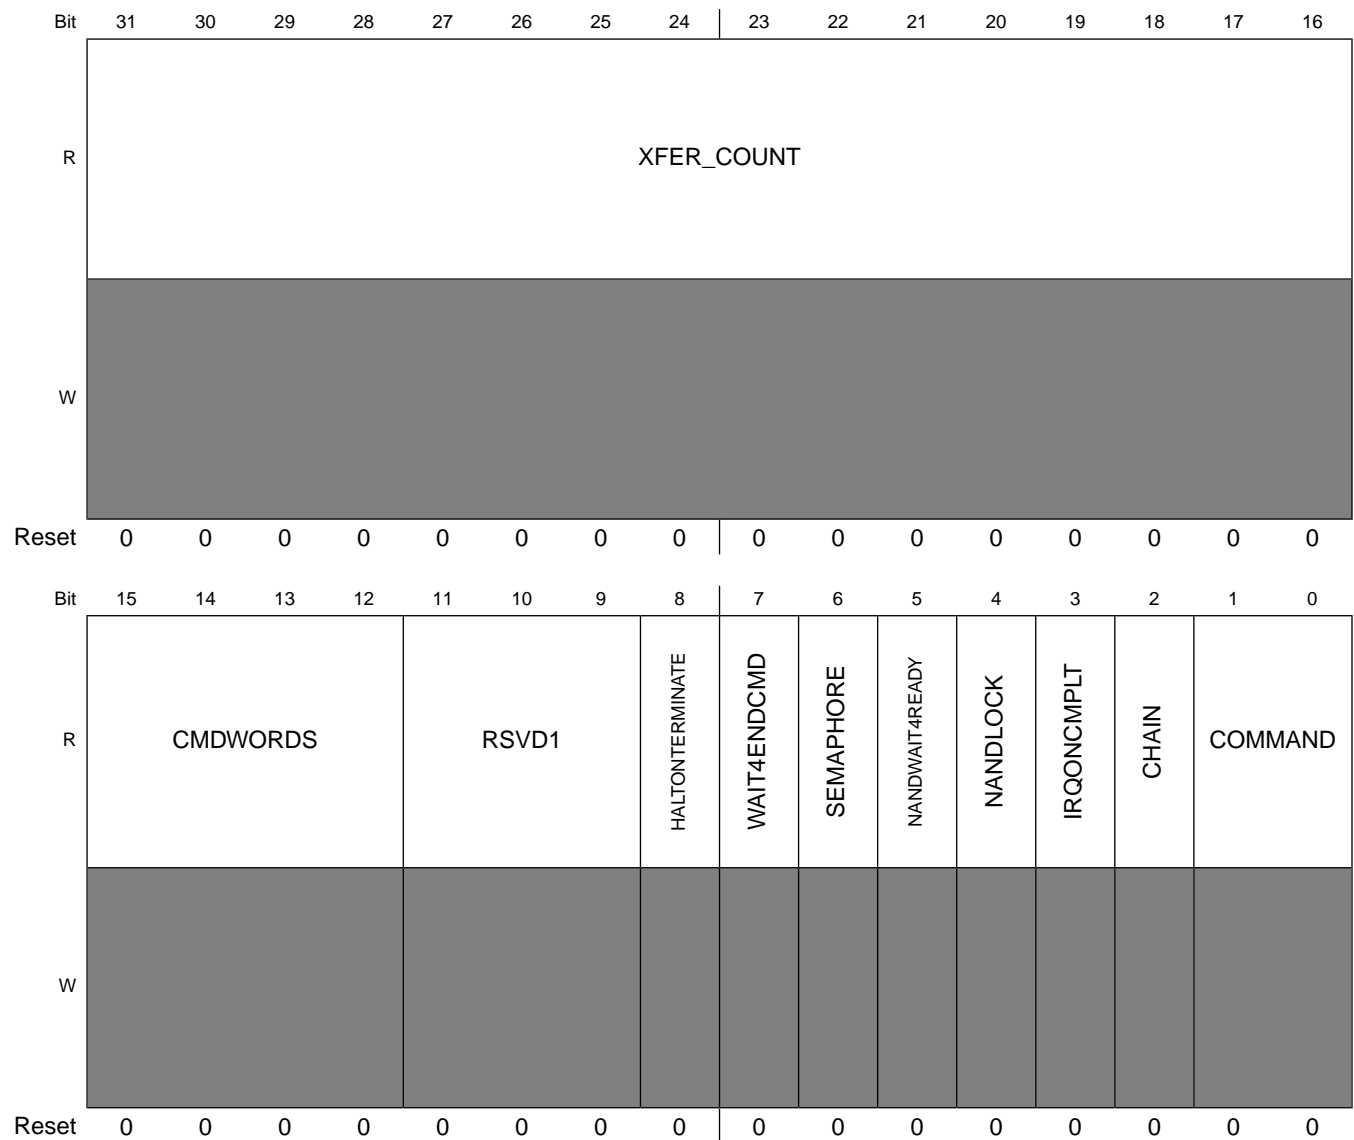 Bit 31 30 29 28 27 26 25 24 23 22 21 20 19 18 17 16
R XFER_COUNT
W
Reset 0 0 0 0 0 0 0 0 0 0 0 0 0 0 0 0
Bit 15 14 13 12 11 10 9 8 7 6 5 4 3 2 1 0
R CMDWORDS RSVD1 HALTONTERMINATE WAIT4ENDCMD SEMAPHORE NANDWAIT4READY NANDLOCK IRQONCMPLT CHAIN COMMAND
W
Reset 0 0 0 0 0 0 0 0 0 0 0 0 0 0 0 0